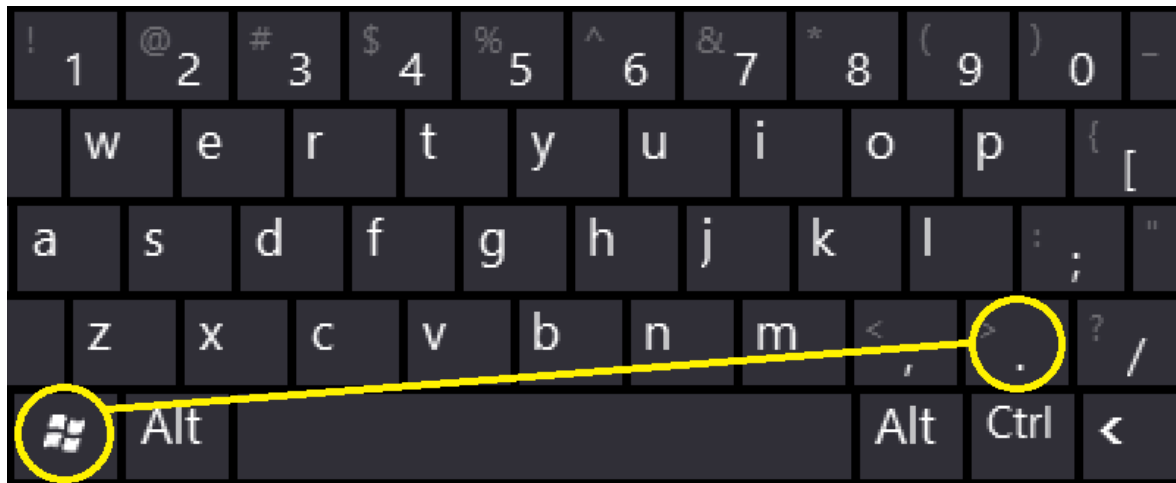 ! 1 @ 2 # 3 $ 4 % 5 ^ 6 & 7 * 8 ( 9 ) 0 _
w e r t y u i o p { [
a s d f g h j k l : ; "
z x c v b n m < , > . ? /
Alt Alt Ctrl <